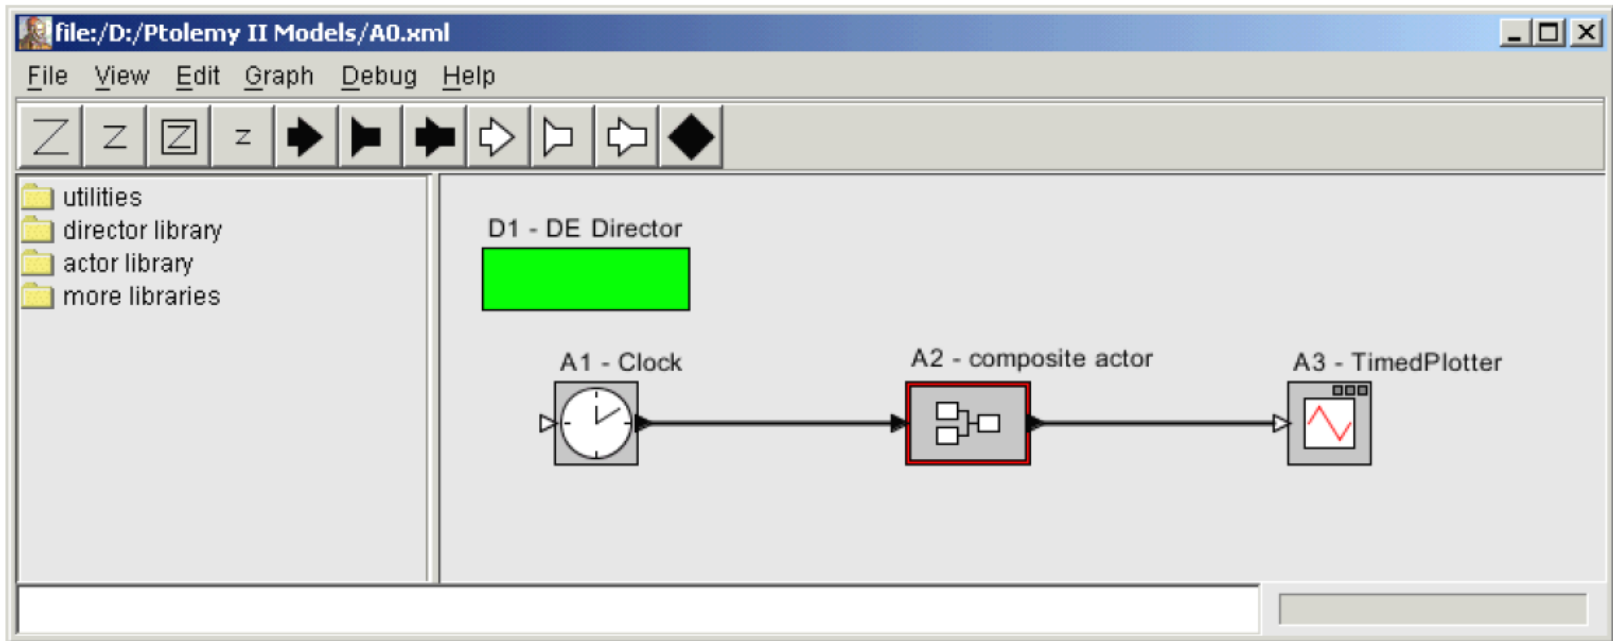 file:/D:/Ptolemy II Models/A0.xml
File View Edit Graph Debug Help
utilities
director library
actor library
more libraries
D1 - DE Director
A1 - Clock
A2 - composite actor
A3 - TimedPlotter